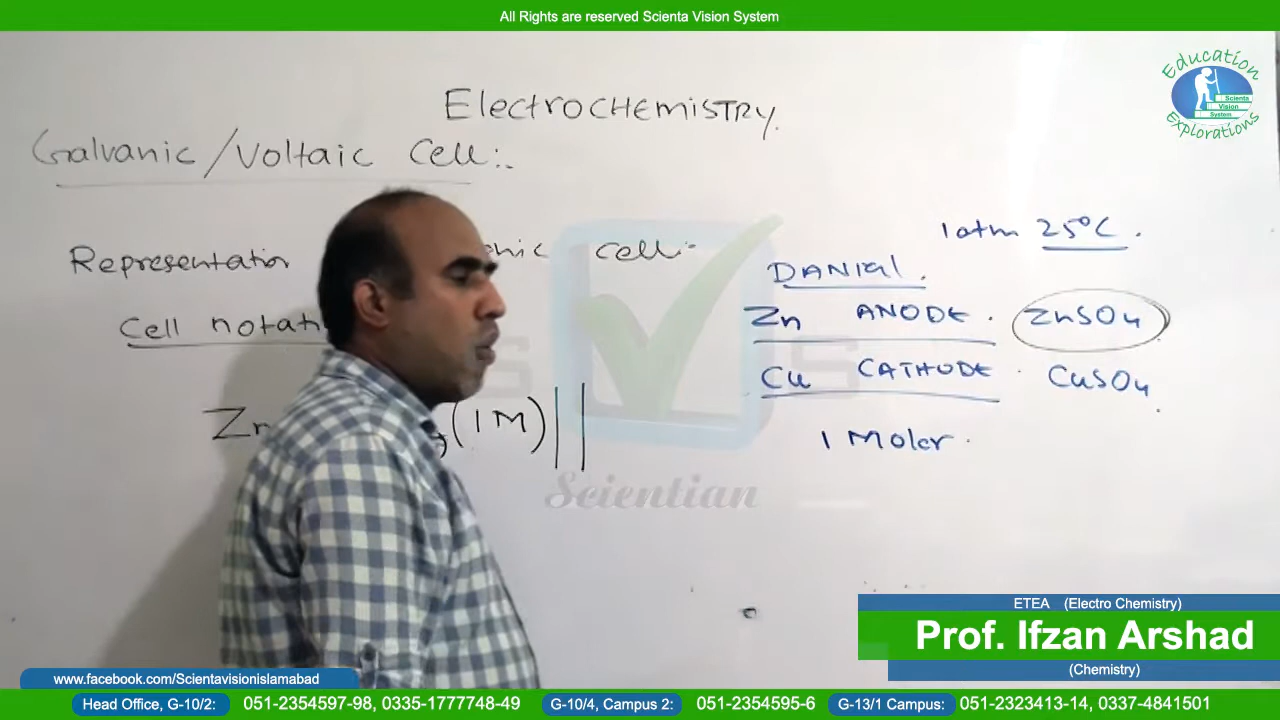 All Rights are reserved Scienta Vision System
Education
Scienta
Vision
System
Explorations
ElectrocHEMISTRY.
Galvanic/Voltaic Cell:-
1atm 25°C.
Representation nic cell:-
DANIAL.
Cell notati
Zn ANODE. ZnSO4
Cu CATHODE. CuSO4
Zn (1M)||
1 Molar.
SVS
Scientian
ETEA (Electro Chemistry)
Prof. Ifzan Arshad
(Chemistry)
www.facebook.com/Scientavisionislamabad
Head Office, G-10/2: 051-2354597-98, 0335-1777748-49 G-10/4, Campus 2: 051-2354595-6 G-13/1 Campus: 051-2323413-14, 0337-4841501